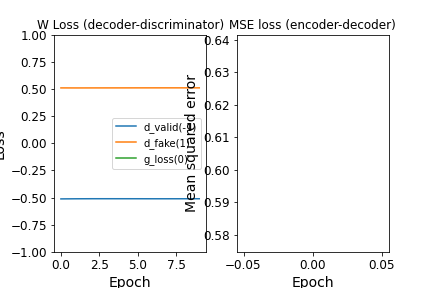 W Loss (decoder-discriminator)
MSE loss (encoder-decoder)
1.00
0.75
0.50
0.25
0.00
−0.25
−0.50
−0.75
−1.00
Loss
d_valid(-1)
d_fake(1)
g_loss(0)
0.0
2.5
5.0
7.5
Epoch
Mean squared error
0.64
0.63
0.62
0.61
0.60
0.59
0.58
−0.05
0.00
0.05
Epoch